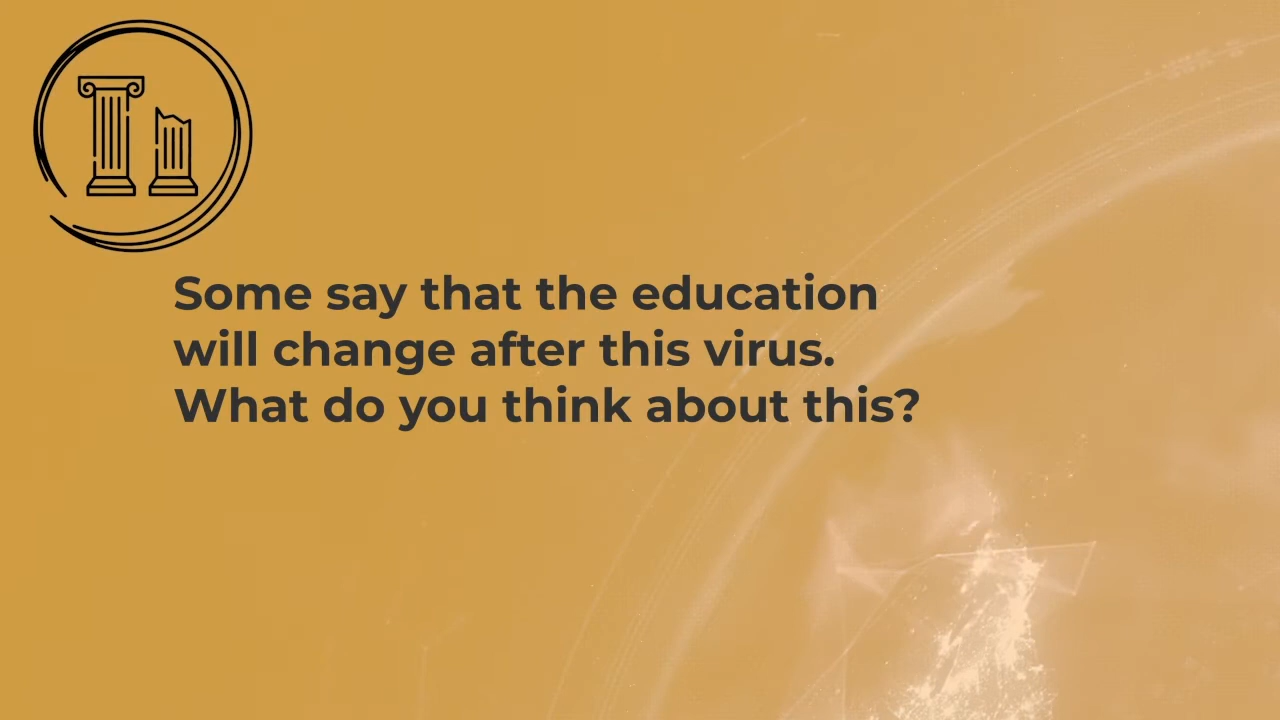 Some say that the education
will change after this virus.
What do you think about this?